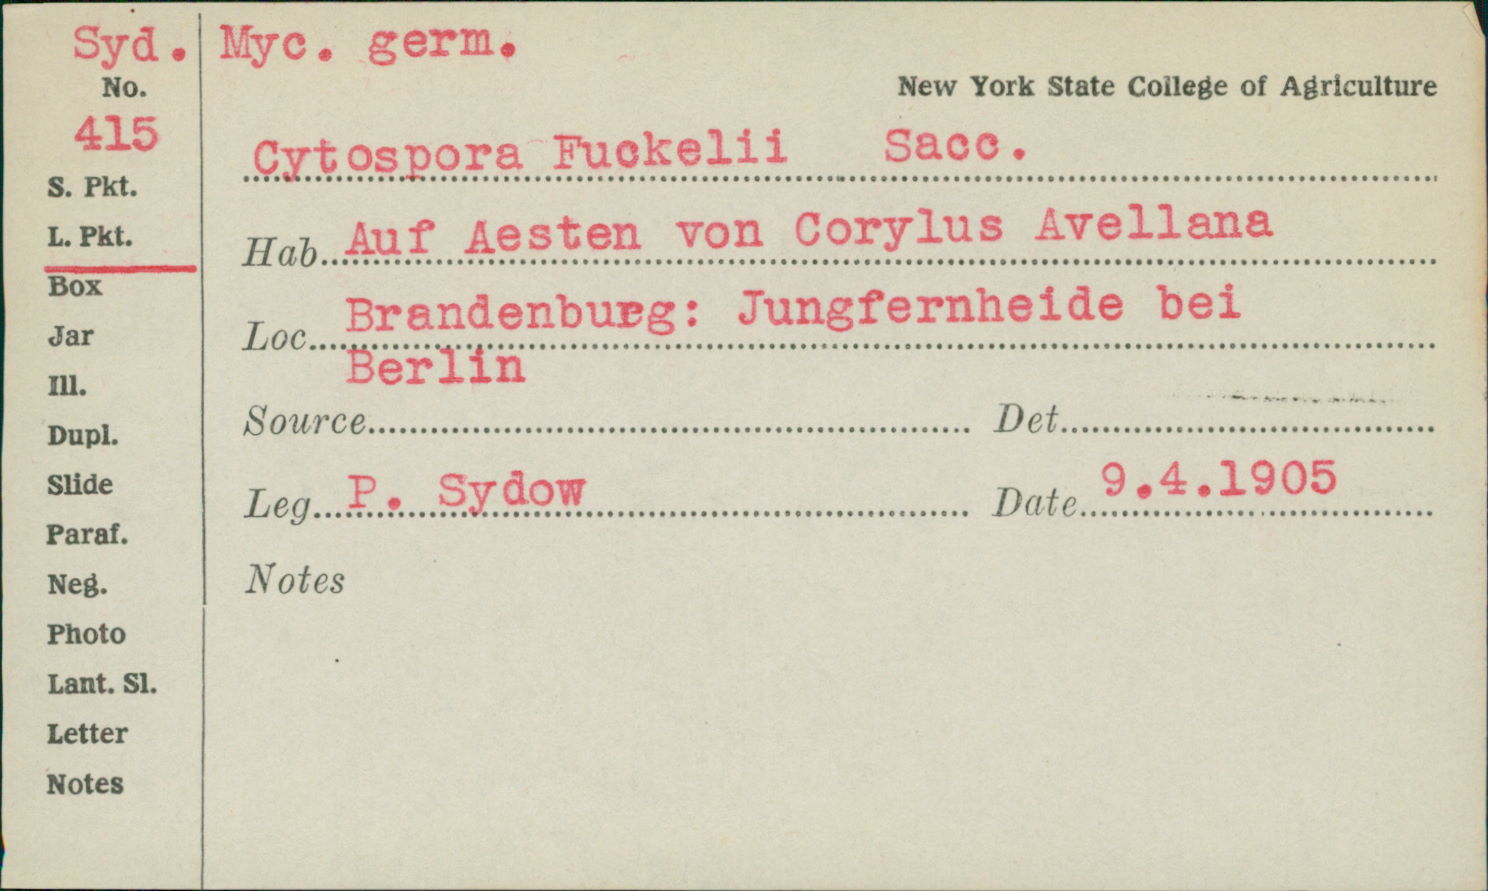 Syd. Myc. germ.
No.
New York State College of Agriculture
415
Cytospora Fuckelii Sacc.
S. Pkt.
L. Pkt.
Hab. Auf Aesten von Corylus Avellana
Box
Loc. Brandenburg: Jungfernheide bei
Berlin
Jar
Ill.
Source Det.
Dupl.
Slide
Leg. P. Sydow Date 9.4.1905
Paraf.
Neg.
Notes
Photo
Lant. Sl.
Letter
Notes